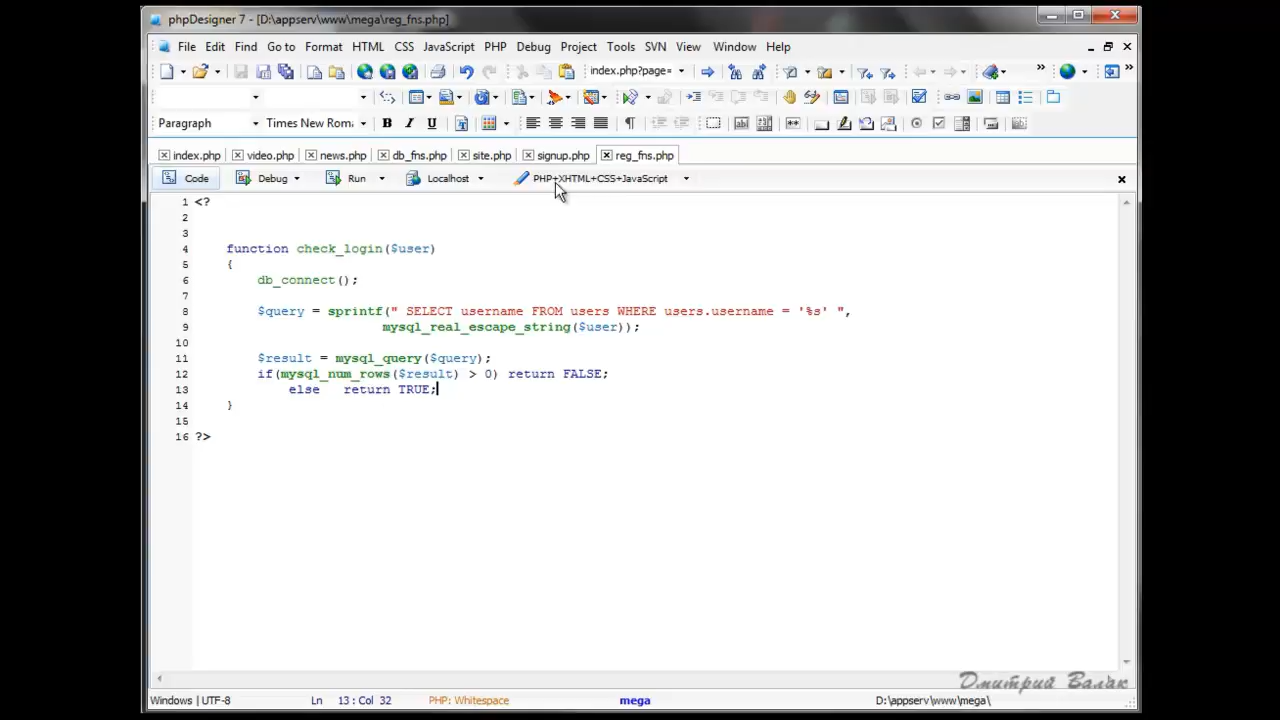 phpDesigner 7 - [D:\appserv\www\mega\reg_fns.php]
File Edit Find Go to Format HTML CSS JavaScript PHP Debug Project Tools SVN View Window Help
index.php?page=
Paragraph Times New Romi B I U
index.php video.php news.php db_fns.php site.php signup.php reg_fns.php
Code Debug Run Localhost PHP+XHTML+CSS+JavaScript
1 <?
2
3
4 function check_login($user)
5 {
6 db_connect();
7
8 $query = sprintf(" SELECT username FROM users WHERE users.username = '%s' ",
9 mysql_real_escape_string($user));
10
11 $result = mysql_query($query);
12 if(mysql_num_rows($result) > 0) return FALSE;
13 else return TRUE;
14 }
15
16 ?>
Дмитрий Валак
Windows | UTF-8 Ln 13 : Col 32 PHP: Whitespace mega D:\appserv\www\mega\